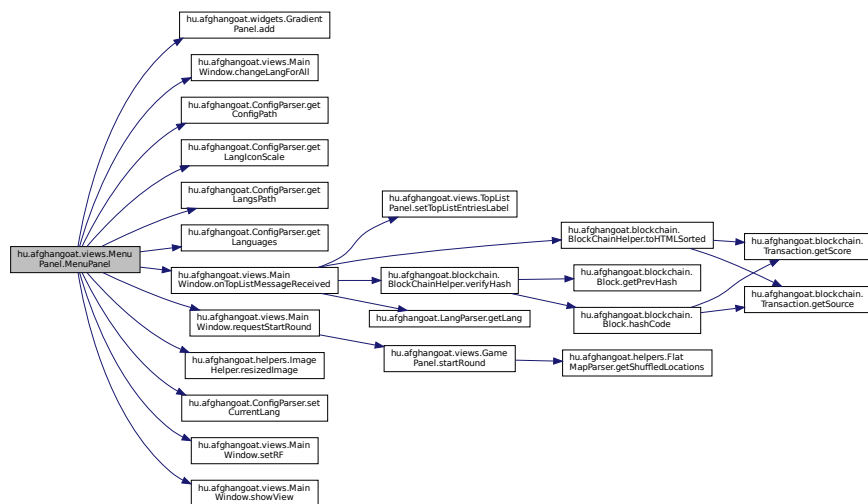 hu.afghangoat.widgets.Gradient
Panel.add
hu.afghangoat.views.Main
Window.changeLangForAll
hu.afghangoat.ConfigParser.get
ConfigPath
hu.afghangoat.ConfigParser.get
LangIconScale
hu.afghangoat.ConfigParser.get
LangsPath
hu.afghangoat.ConfigParser.get
Languages
hu.afghangoat.views.Menu
Panel.MenuPanel
hu.afghangoat.views.Main
Window.onTopListMessageReceived
hu.afghangoat.views.Main
Window.requestStartRound
hu.afghangoat.helpers.Image
Helper.resizedImage
hu.afghangoat.ConfigParser.set
CurrentLang
hu.afghangoat.views.Main
Window.setRF
hu.afghangoat.views.Main
Window.showView
hu.afghangoat.views.TopList
Panel.setTopListEntriesLabel
hu.afghangoat.blockchain.
BlockChainHelper.toHTMLSorted
hu.afghangoat.blockchain.
BlockChainHelper.verifyHash
hu.afghangoat.LangParser.getLang
hu.afghangoat.views.Game
Panel.startRound
hu.afghangoat.blockchain.
Block.getPrevHash
hu.afghangoat.blockchain.
Block.hashCode
hu.afghangoat.helpers.Flat
MapParser.getShuffledLocations
hu.afghangoat.blockchain.
Transaction.getScore
hu.afghangoat.blockchain.
Transaction.getSource